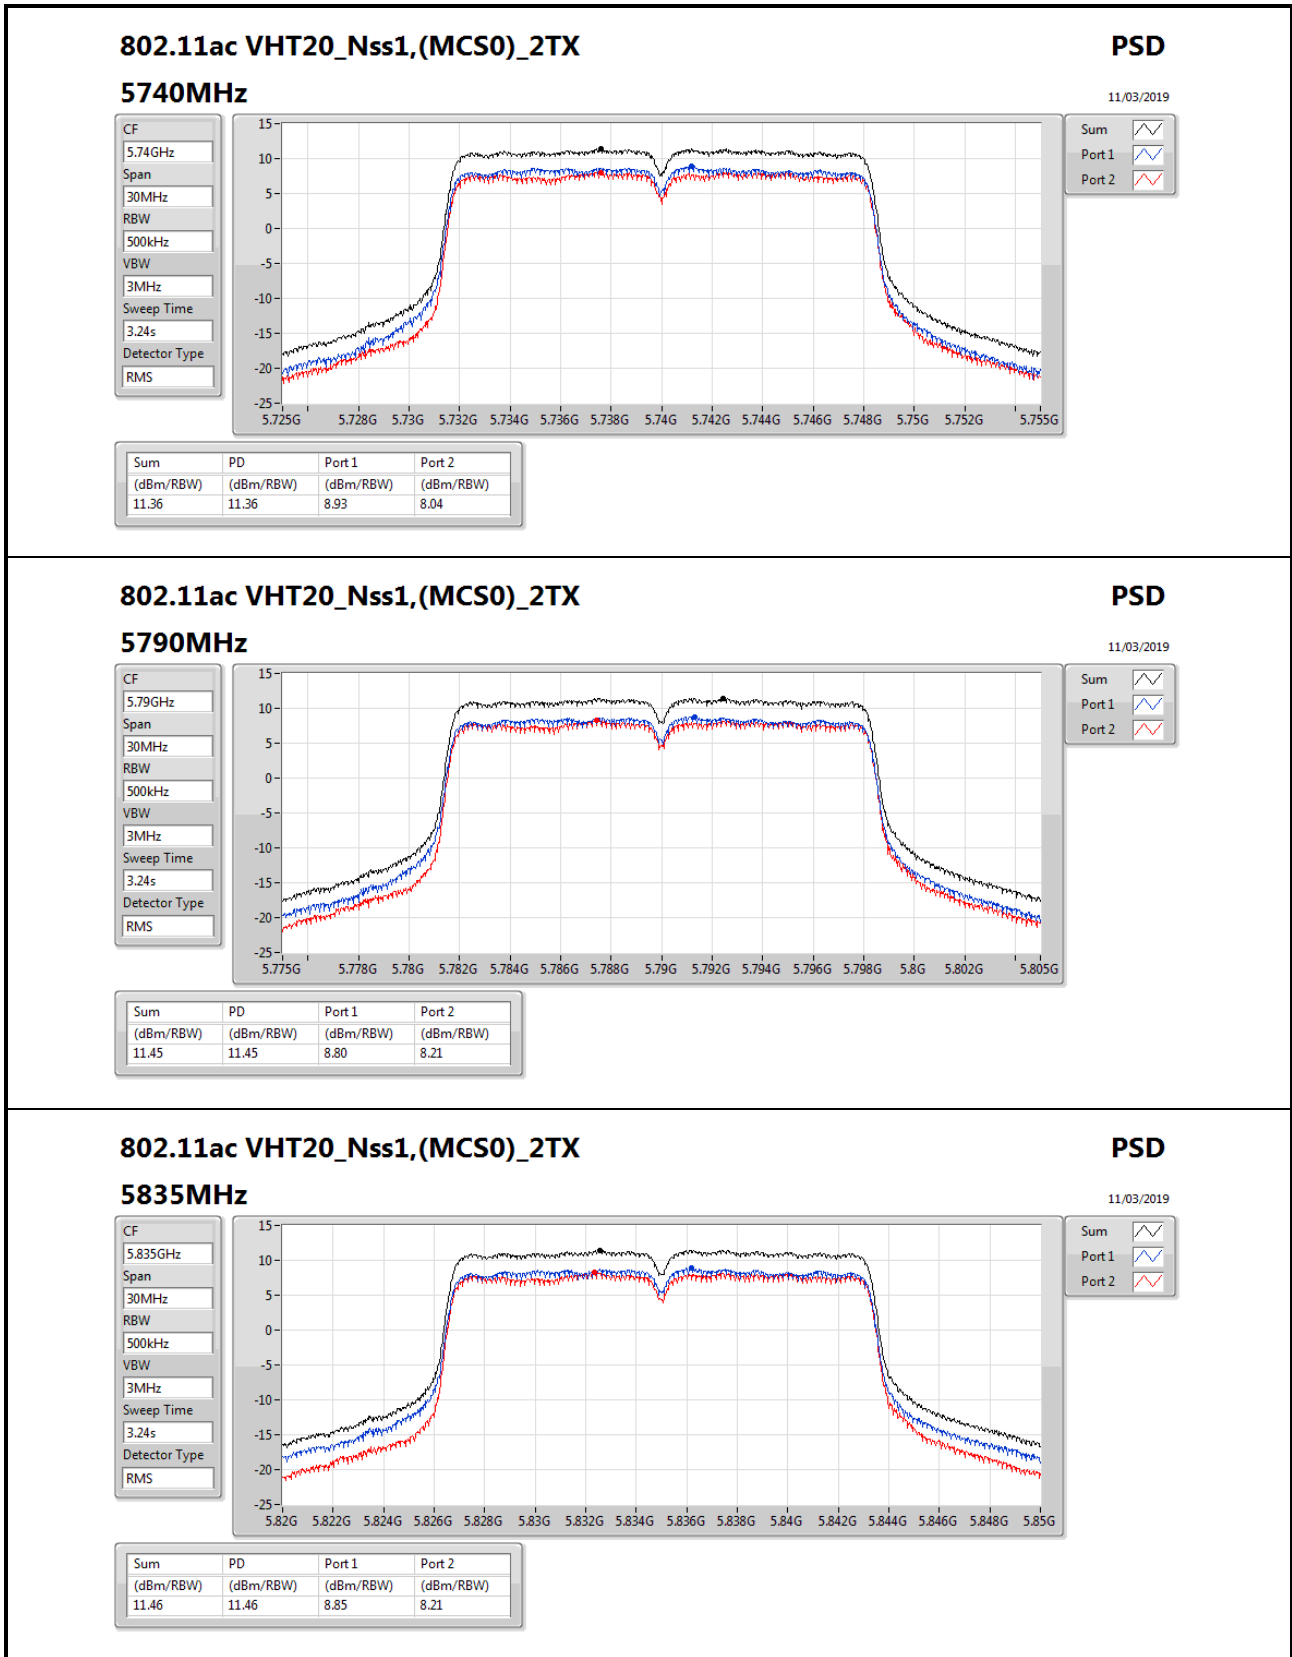 802.11ac VHT20_Nss1,(MCS0)_2TX PSD
5740MHz 11/03/2019
CF
5.74GHz
Span
30MHz
RBW
500kHz
VBW
3MHz
Sweep Time
3.24s
Detector Type
RMS
15
10
5
0
-5
-10
-15
-20
-25
5.725G 5.728G 5.73G 5.732G 5.734G 5.736G 5.738G 5.74G 5.742G 5.744G 5.746G 5.748G 5.75G 5.752G 5.755G
Sum
Port 1
Port 2
Sum PD Port 1 Port 2
(dBm/RBW) (dBm/RBW) (dBm/RBW) (dBm/RBW)
11.36 11.36 8.93 8.04
802.11ac VHT20_Nss1,(MCS0)_2TX PSD
5790MHz 11/03/2019
CF
5.79GHz
Span
30MHz
RBW
500kHz
VBW
3MHz
Sweep Time
3.24s
Detector Type
RMS
15
10
5
0
-5
-10
-15
-20
-25
5.775G 5.778G 5.78G 5.782G 5.784G 5.786G 5.788G 5.79G 5.792G 5.794G 5.796G 5.798G 5.8G 5.802G 5.805G
Sum
Port 1
Port 2
Sum PD Port 1 Port 2
(dBm/RBW) (dBm/RBW) (dBm/RBW) (dBm/RBW)
11.45 11.45 8.80 8.21
802.11ac VHT20_Nss1,(MCS0)_2TX PSD
5835MHz 11/03/2019
CF
5.835GHz
Span
30MHz
RBW
500kHz
VBW
3MHz
Sweep Time
3.24s
Detector Type
RMS
15
10
5
0
-5
-10
-15
-20
-25
5.82G 5.822G 5.824G 5.826G 5.828G 5.83G 5.832G 5.834G 5.836G 5.838G 5.84G 5.842G 5.844G 5.846G 5.848G 5.85G
Sum
Port 1
Port 2
Sum PD Port 1 Port 2
(dBm/RBW) (dBm/RBW) (dBm/RBW) (dBm/RBW)
11.46 11.46 8.85 8.21